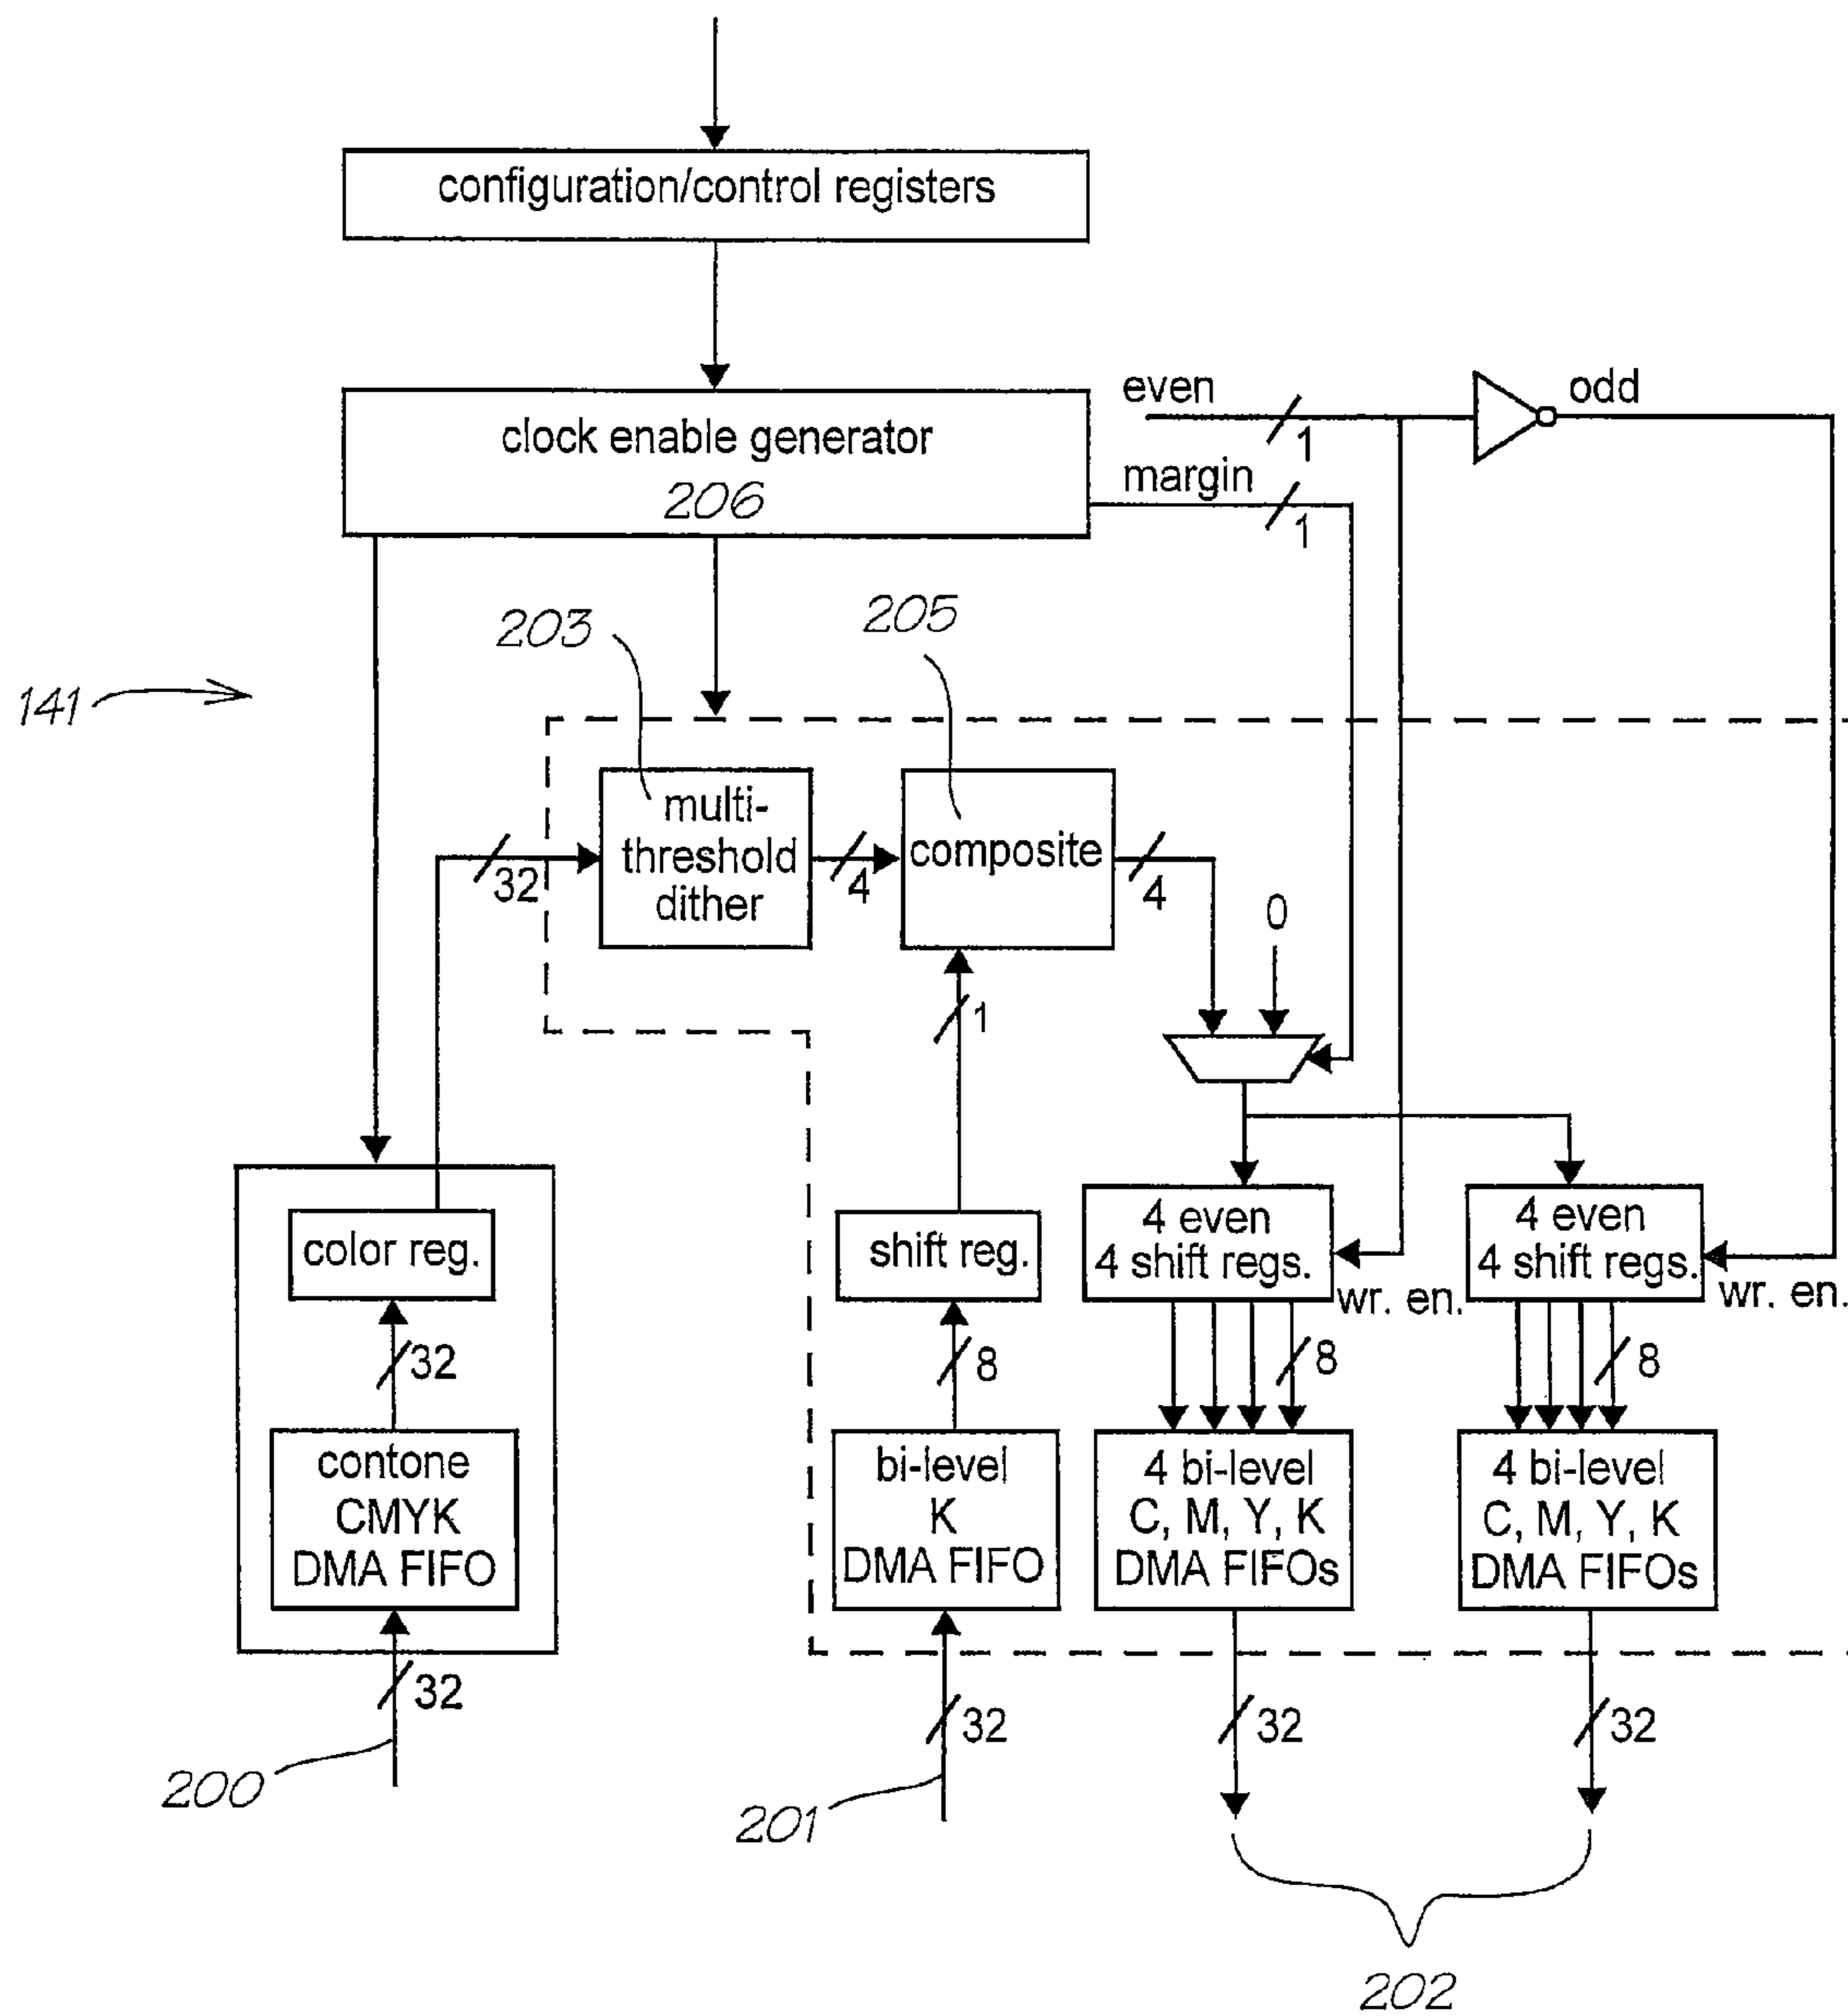 configuration/control registers
clock enable generator
206
even
1
odd
margin
1
203
205
141
multi-
threshold
dither
32
4
composite
4
0
1
color reg.
shift reg.
4 even
4 shift regs.
wr. en.
4 even
4 shift regs.
wr. en.
32
8
8
8
contone
CMYK
DMA FIFO
bi-level
K
DMA FIFO
4 bi-level
C, M, Y, K
DMA FIFOs
4 bi-level
C, M, Y, K
DMA FIFOs
32
32
32
32
200
201
202